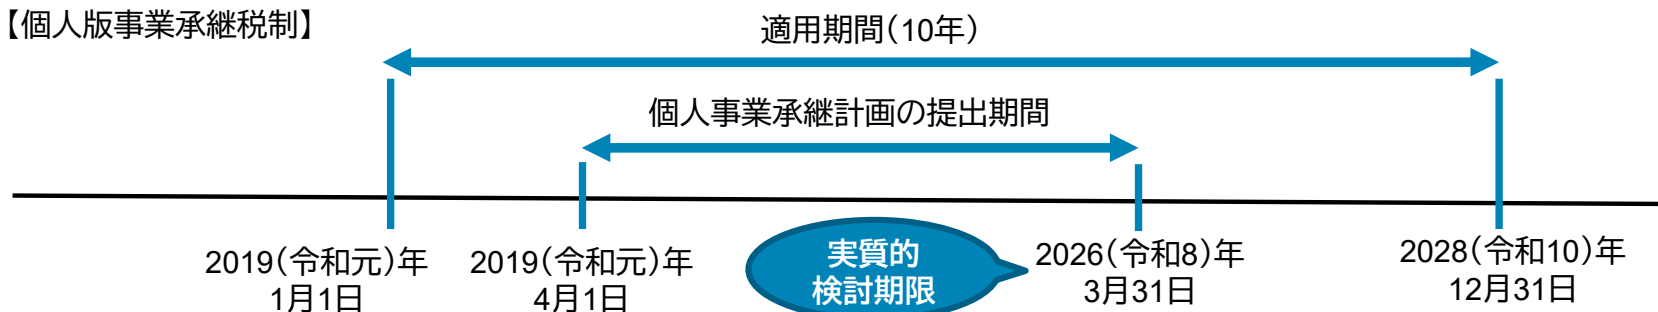 【個人版事業承継税制】
適用期間（10年）
個人事業承継計画の提出期間
2019（令和元）年
1月1日
2019（令和元）年
4月1日
実質的
検討期限
2026（令和8）年
3月31日
2028（令和10）年
12月31日